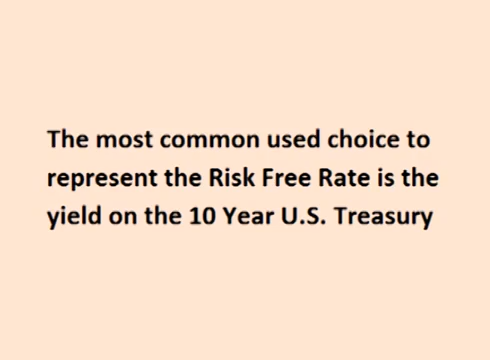 The most common used choice to
represent the Risk Free Rate is the
yield on the 10 Year U.S. Treasury